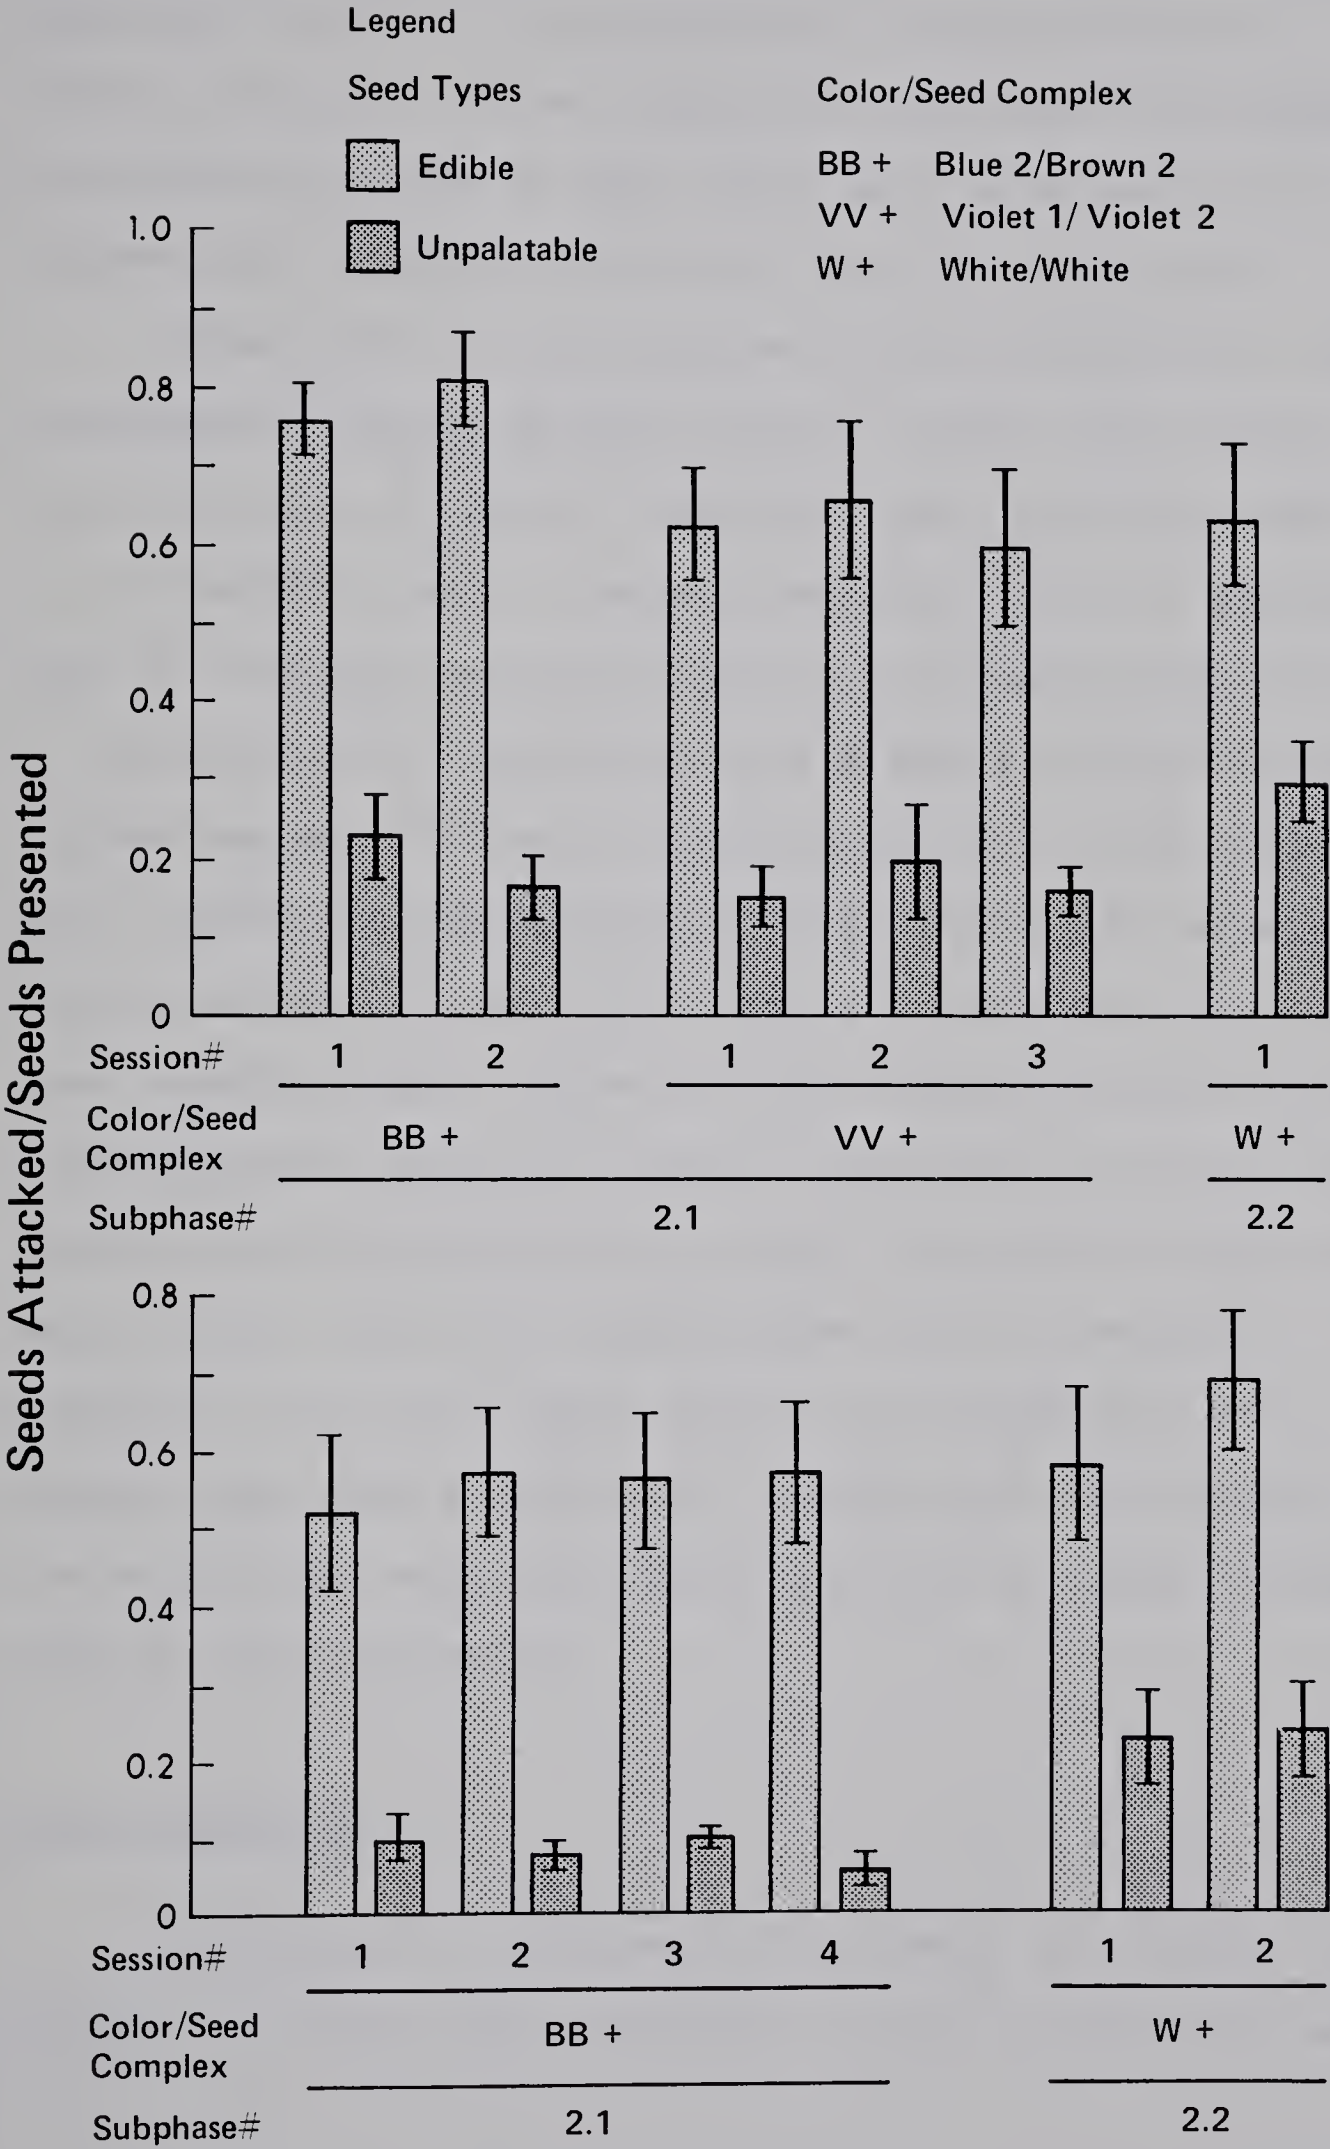 Legend
Seed Types
Edible
Unpalatable
Color/Seed Complex
BB + Blue 2/Brown 2
VV + Violet 1/ Violet 2
W + White/White
Seeds Attacked/Seeds Presented
1.0
0.8
0.6
0.4
0.2
0
Session# 1 2 1 2 3 1
Color/Seed Complex BB + VV + W +
Subphase# 2.1 2.2
0.8
0.6
0.4
0.2
0
Session# 1 2 3 4 1 2
Color/Seed Complex BB + W +
Subphase# 2.1 2.2